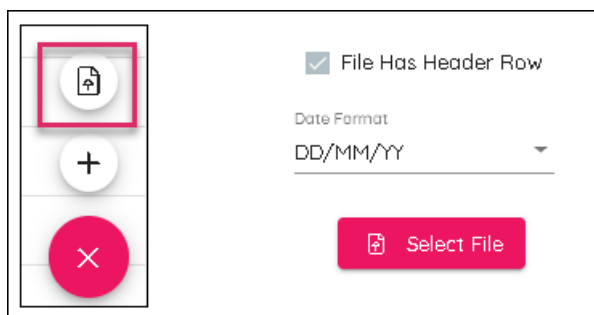 File Has Header Row
Date Format
DD/MM/YY
Select File